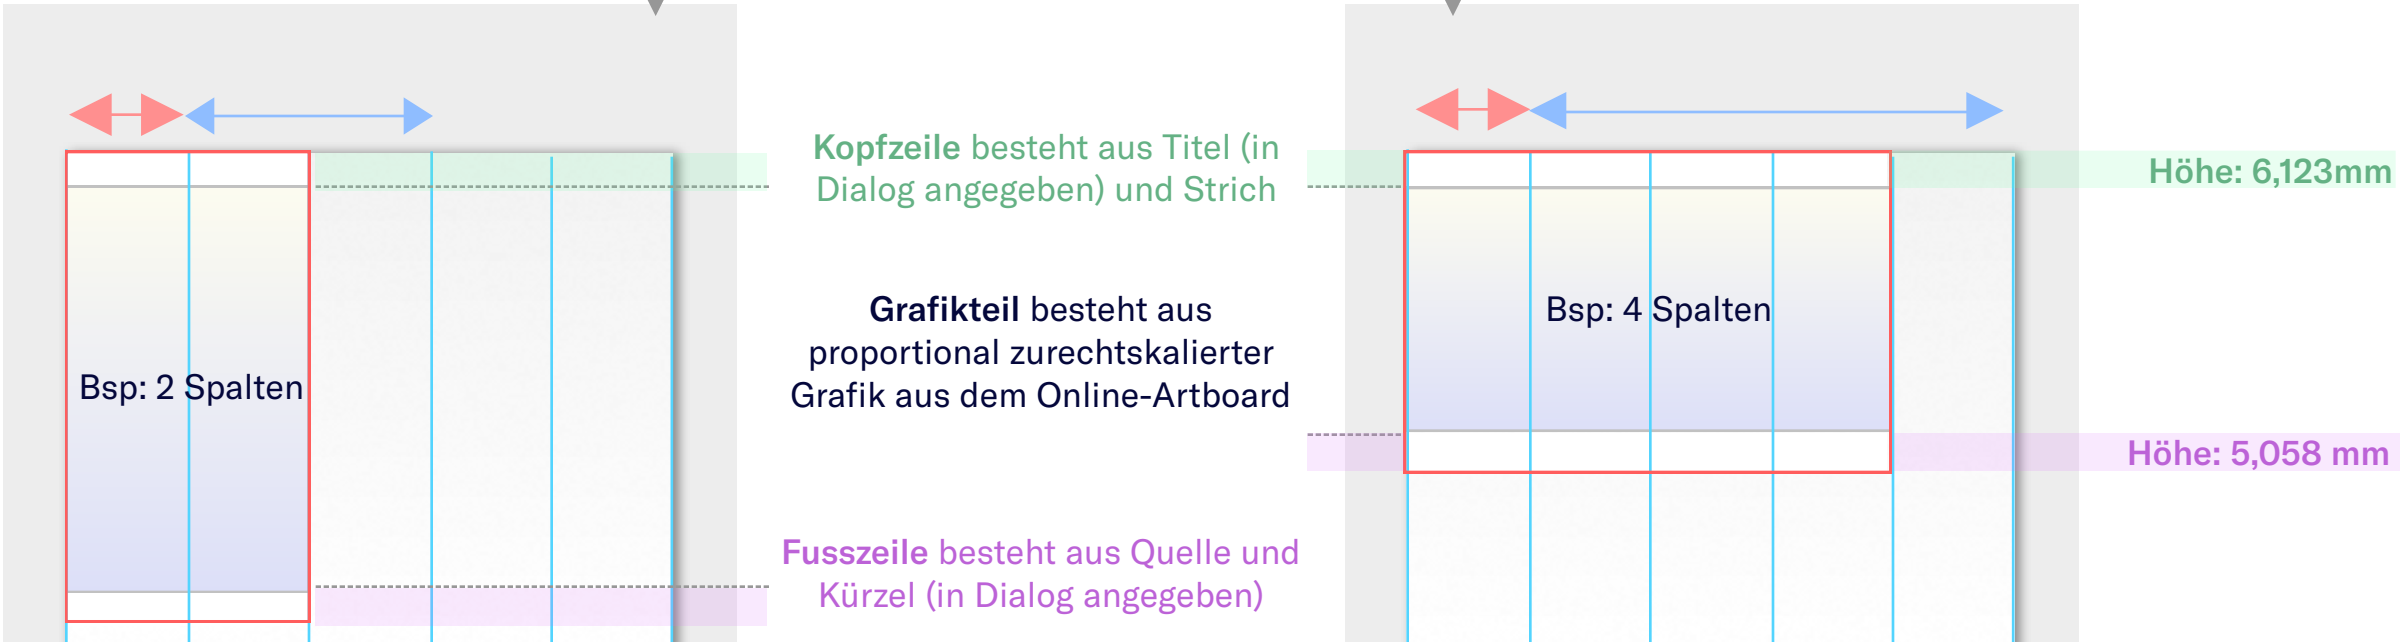 Kopfzeile besteht aus Titel (in
Dialog angegeben) und Strich
Höhe: 6,123mm
Grafikteil besteht aus
proportional zurechtskalierter
Grafik aus dem Online-Artboard
Bsp: 4 Spalten
Bsp: 2 Spalten
Höhe: 5,058 mm
Fusszeile besteht aus Quelle und
Kürzel (in Dialog angegeben)